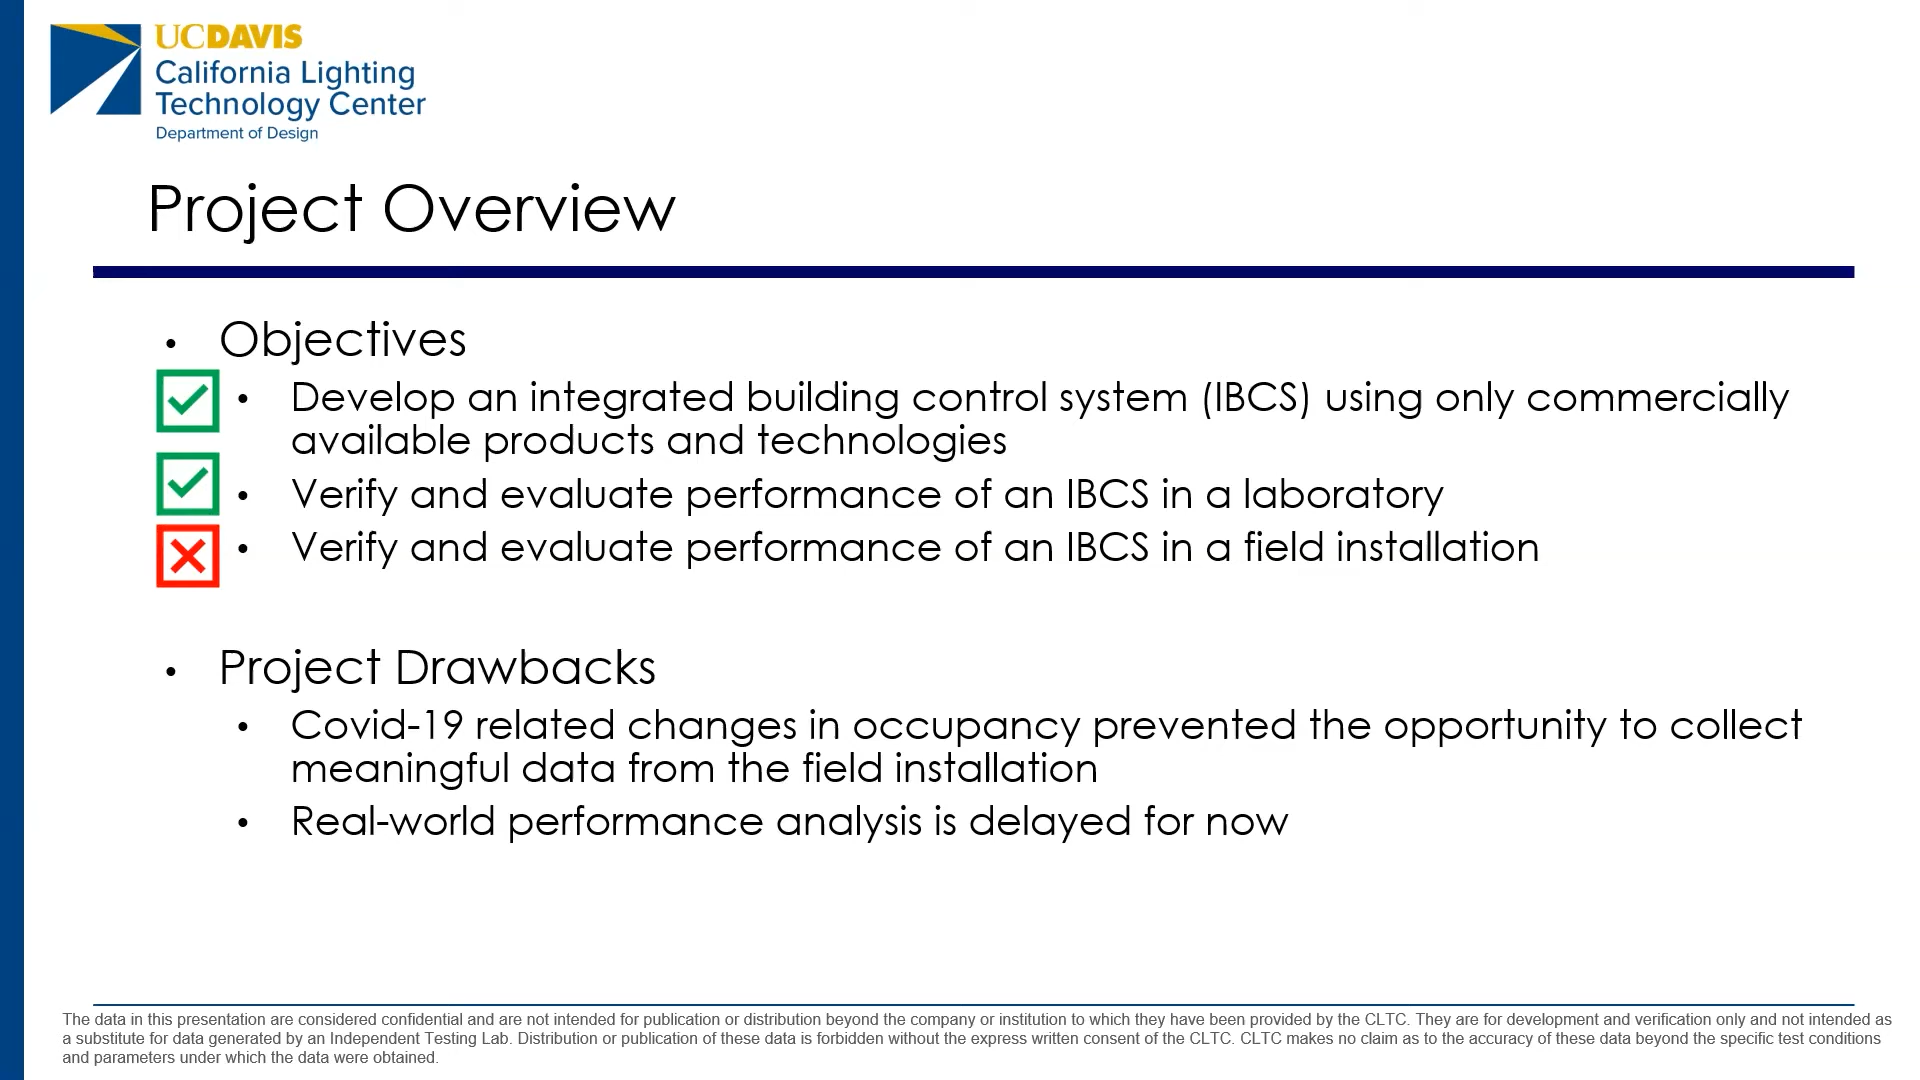 UCDAVIS
California Lighting
Technology Center
Department of Design
Project Overview
• Objectives
• Develop an integrated building control system (IBCS) using only commercially
available products and technologies
• Verify and evaluate performance of an IBCS in a laboratory
• Verify and evaluate performance of an IBCS in a field installation
• Project Drawbacks
• Covid-19 related changes in occupancy prevented the opportunity to collect
meaningful data from the field installation
• Real-world performance analysis is delayed for now
The data in this presentation are considered confidential and are not intended for publication or distribution beyond the company or institution to which they have been provided by the CLTC. They are for development and verification only and not intended as
a substitute for data generated by an Independent Testing Lab. Distribution or publication of these data is forbidden without the express written consent of the CLTC. CLTC makes no claim as to the accuracy of these data beyond the specific test conditions
and parameters under which the data were obtained.